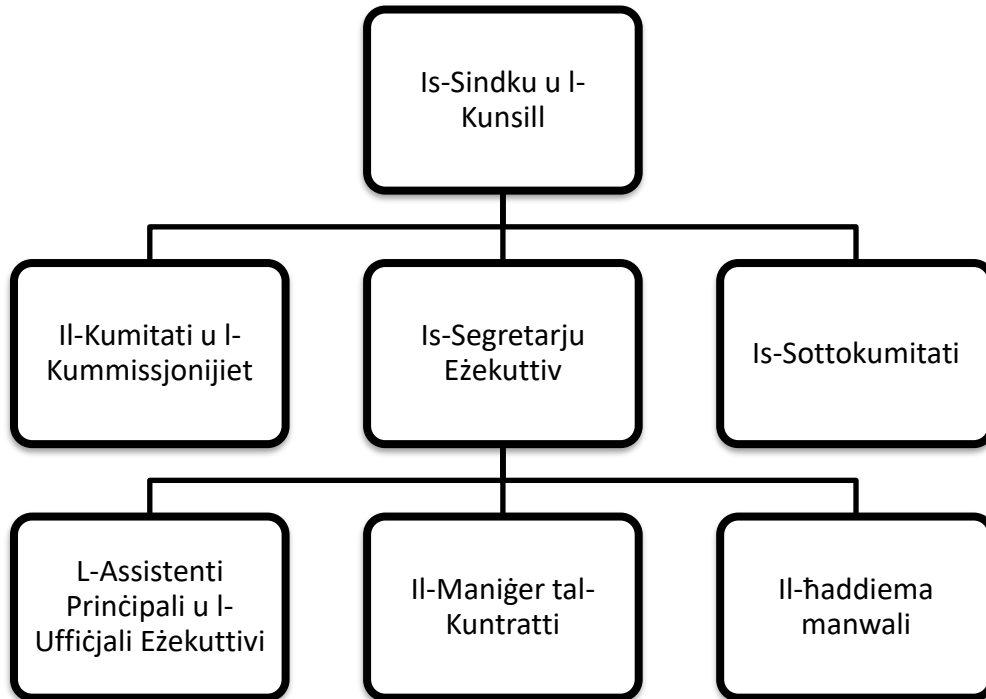 Is-Sindku u l-
Kunsill
Il-Kumitati u l-
Kummissjonijiet
Is-Segretarju
Eżekuttiv
Is-Sottokumitati
L-Assistenti
Prinċipali u l-
Uffiċjali Eżekuttivi
Il-Maniġer tal-
Kuntratti
Il-ħaddiema
manwali